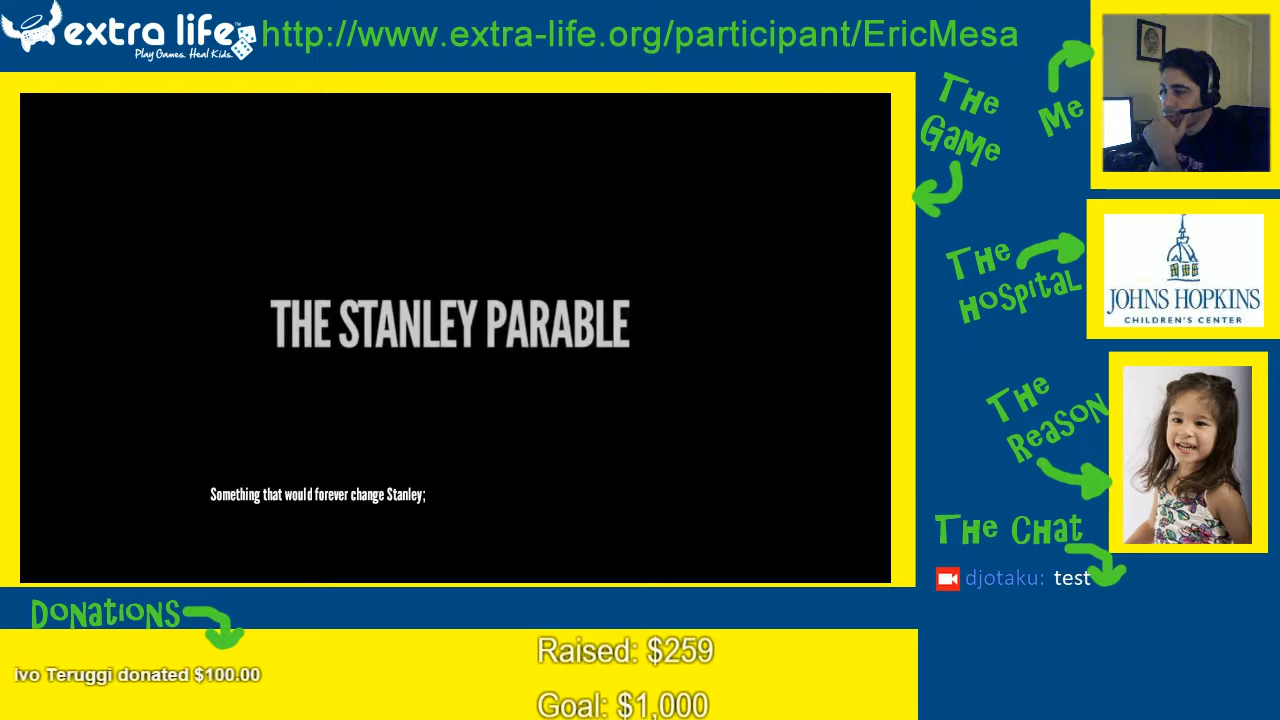 extra life
Play Games. Heal Kids.
http://www.extra-life.org/participant/EricMesa
The
Game
Me
THE STANLEY PARABLE
Something that would forever change Stanley;
The
Hospital
JOHNS HOPKINS
CHILDREN'S CENTER
The
Reason
The Chat
djotaku: test
Donations
Ivo Teruggi donated $100.00
Raised: $259
Goal: $1,000